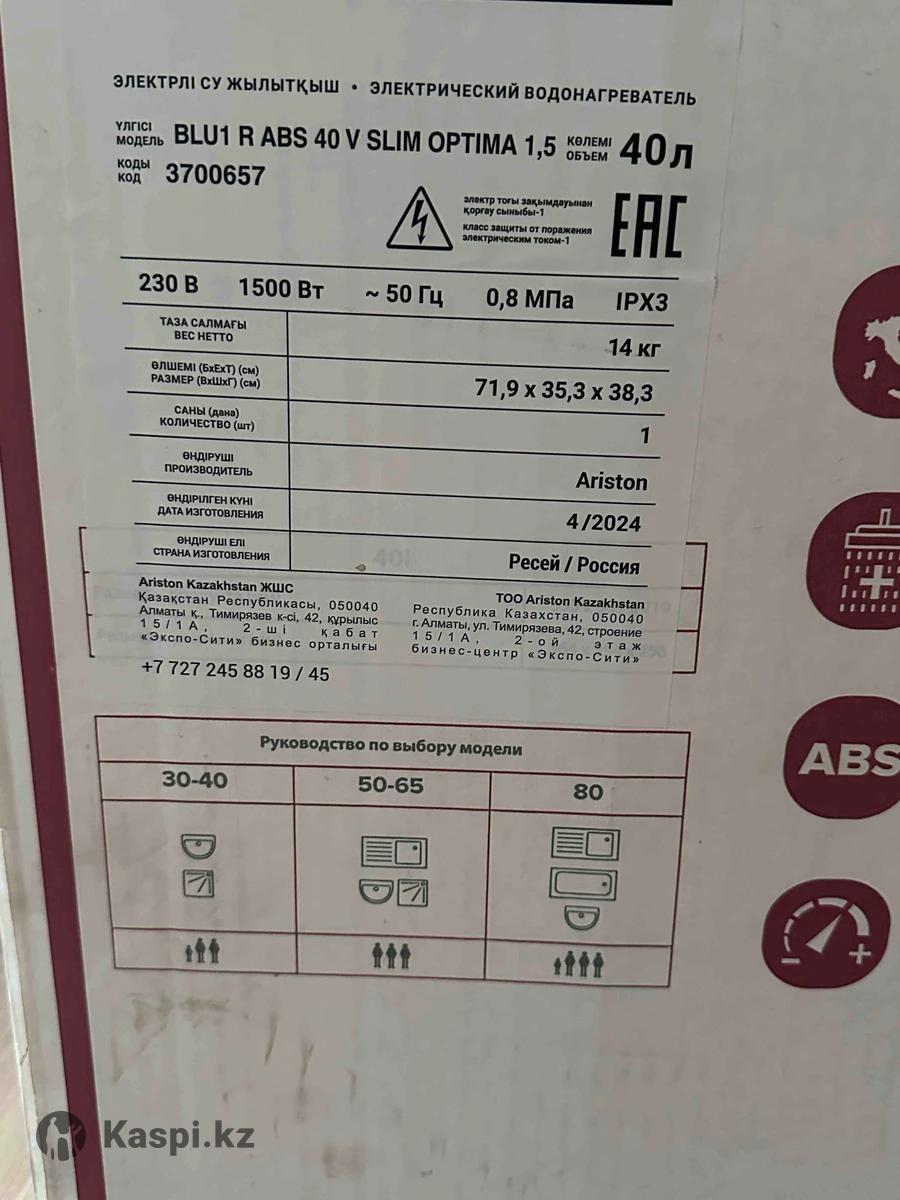 ЭЛЕКТРЛІ СУ ЖЫЛЫТҚЫШ • ЭЛЕКТРИЧЕСКИЙ ВОДОНАГРЕВАТЕЛЬ
ҮЛГІСІ
МОДЕЛЬ
BLU1 R ABS 40 V SLIM OPTIMA 1,5
КӨЛЕМІ
ОБЪЕМ
40 л
КОДЫ
КОД
3700657
электр тоғы зақымдауынан
қорғау сыныбы-1
класс защиты от поражения
электрическим током-1
EAC
230 В 1500 Вт ~ 50 Гц 0,8 МПа IPX3
ТАЗА САЛМАҒЫ
ВЕС НЕТТО
14 кг
ӨЛШЕМІ (БxЕxТ) (см)
РАЗМЕР (ВxШxГ) (см)
71,9 x 35,3 x 38,3
САНЫ (дана)
КОЛИЧЕСТВО (шт)
1
ӨНДІРУШІ
ПРОИЗВОДИТЕЛЬ
Ariston
ӨНДІРІЛГЕН КҮНІ
ДАТА ИЗГОТОВЛЕНИЯ
4/2024
ӨНДІРУШІ ЕЛІ
СТРАНА ИЗГОТОВЛЕНИЯ
Ресей / Россия
40l
Ariston Kazakhstan ЖШС
Қазақстан Республикасы, 050040
Алматы қ., Тимирязев к-сі, 42, құрылыс
15/1А, 2-ші қабат
«Экспо-Сити» бизнес орталығы
ТОО Ariston Kazakhstan
Республика Казахстан, 050040
г. Алматы, ул. Тимирязева, 42, строение
15/1А, 2-ой этаж
бизнес-центр «Экспо-Сити»
+7 727 245 88 19 / 45
Руководство по выбору модели
30-40 50-65 80
ABS
Kaspi.kz